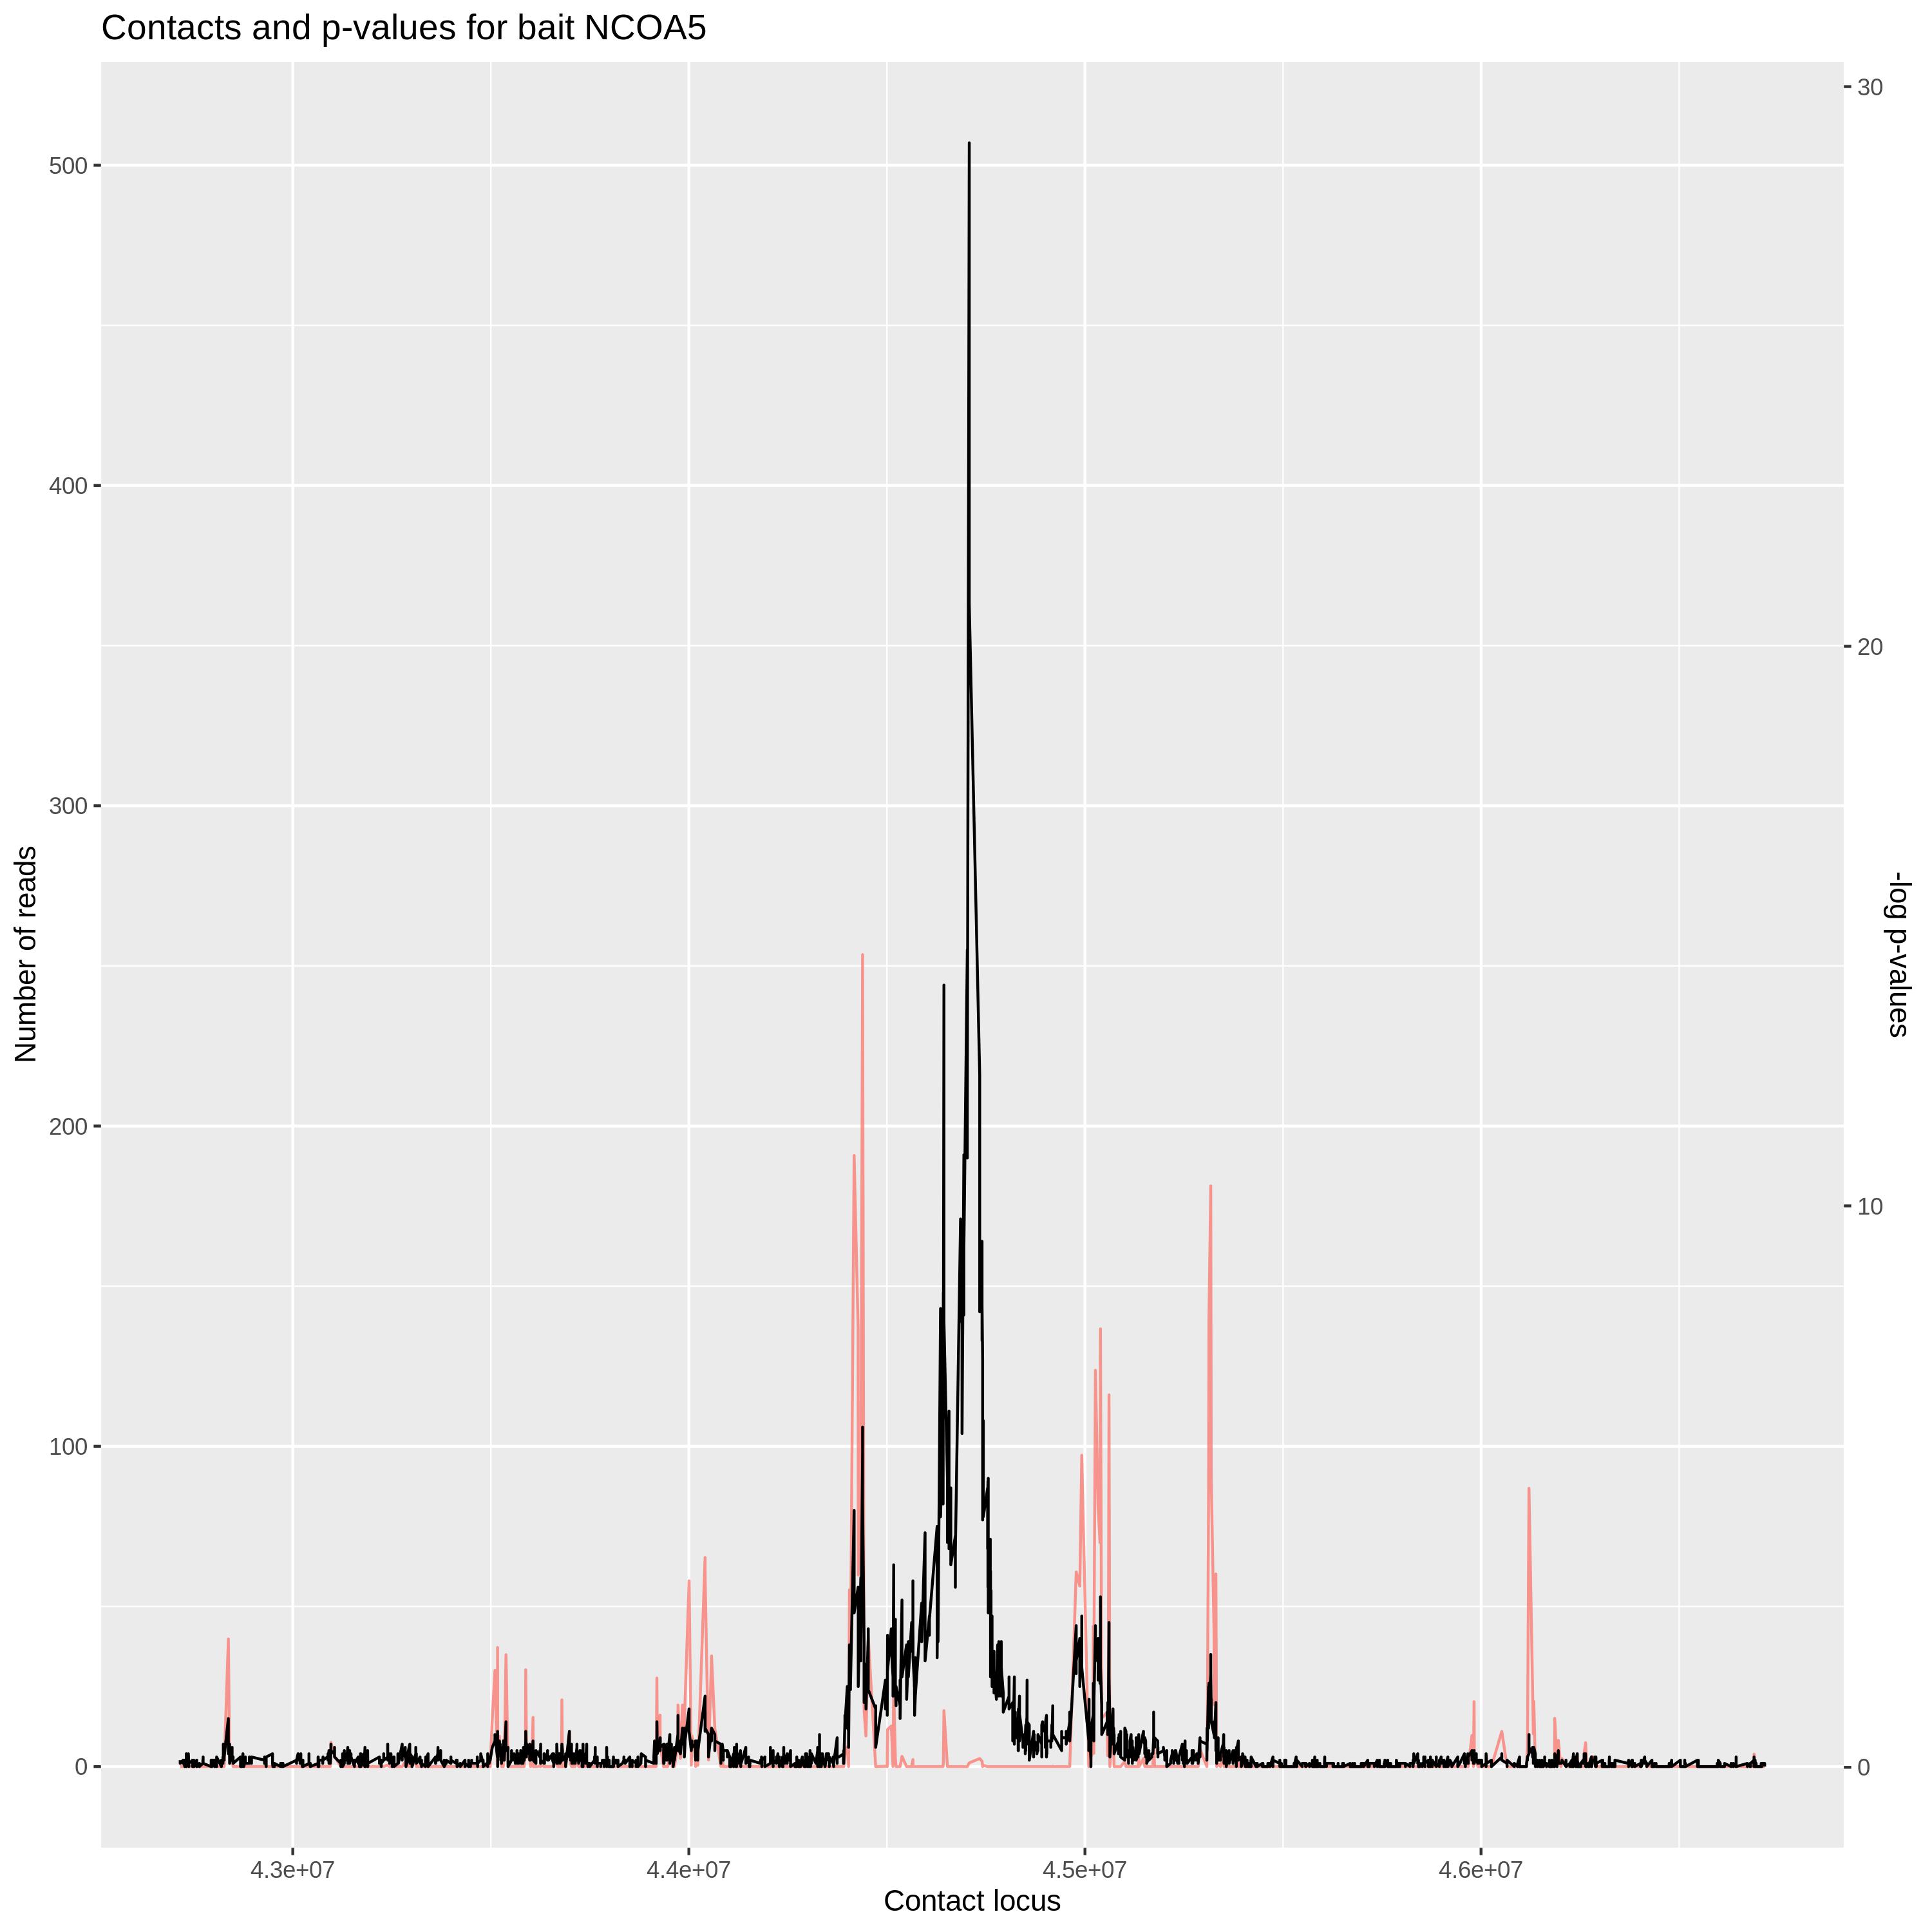 Contacts and p-values for bait NCOA5
30
500
400
20
300
200
10
100
0
0
Number of reads
-log p-values
4.3e+07
4.4e+07
4.5e+07
4.6e+07
Contact locus